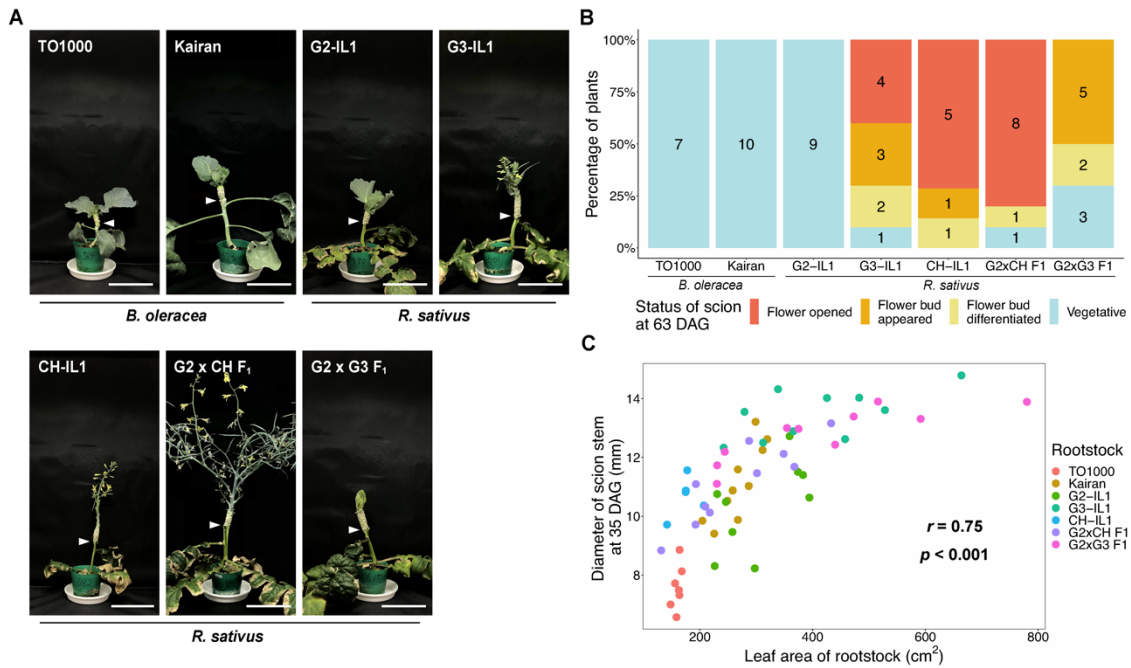 A
TO1000
Kairan
G2-IL1
G3-IL1
B. oleracea
R. sativus
CH-IL1
G2 x CH F₁
G2 x G3 F₁
R. sativus
B
Percentage of plants
100%
75%
50%
25%
0%
7
10
9
4
3
2
1
5
1
1
8
1
1
5
2
3
TO1000
Kairan
G2–IL1
G3–IL1
CH–IL1
G2xCH F1
G2xG3 F1
B. oleracea
R. sativus
Status of scion
at 63 DAG
Flower opened
Flower bud
appeared
Flower bud
differentiated
Vegetative
C
Diameter of scion stem
at 35 DAG (mm)
14
12
10
8
200
400
600
800
Leaf area of rootstock (cm²)
r = 0.75
p < 0.001
Rootstock
TO1000
Kairan
G2–IL1
G3–IL1
CH–IL1
G2xCH F1
G2xG3 F1